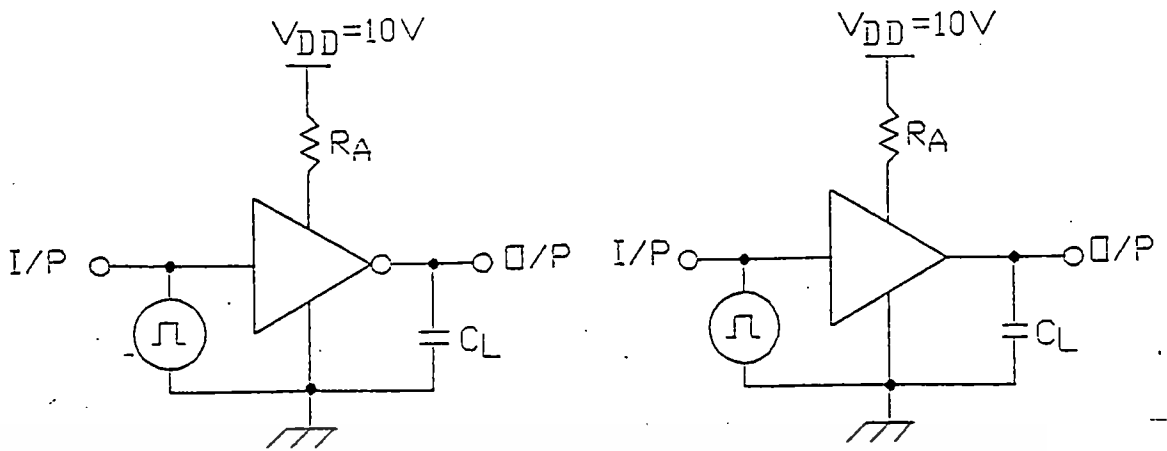 VDD=10V
RA
I/P
O/P
CL
VDD=10V
RA
I/P
O/P
CL